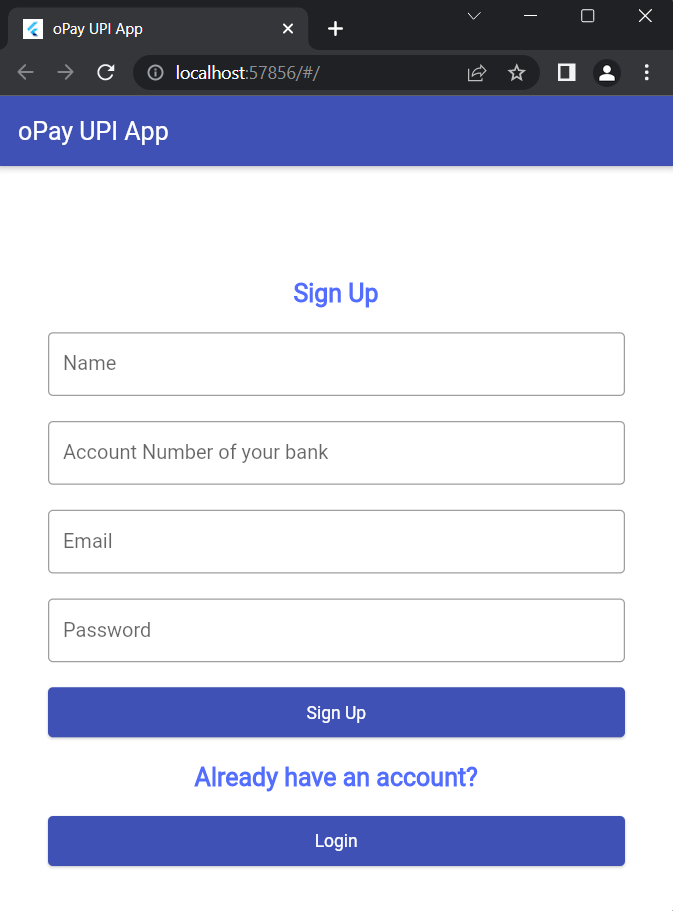 oPay UPI App
localhost:57856/#/
oPay UPI App
Sign Up
Name
Account Number of your bank
Email
Password
Sign Up
Already have an account?
Login